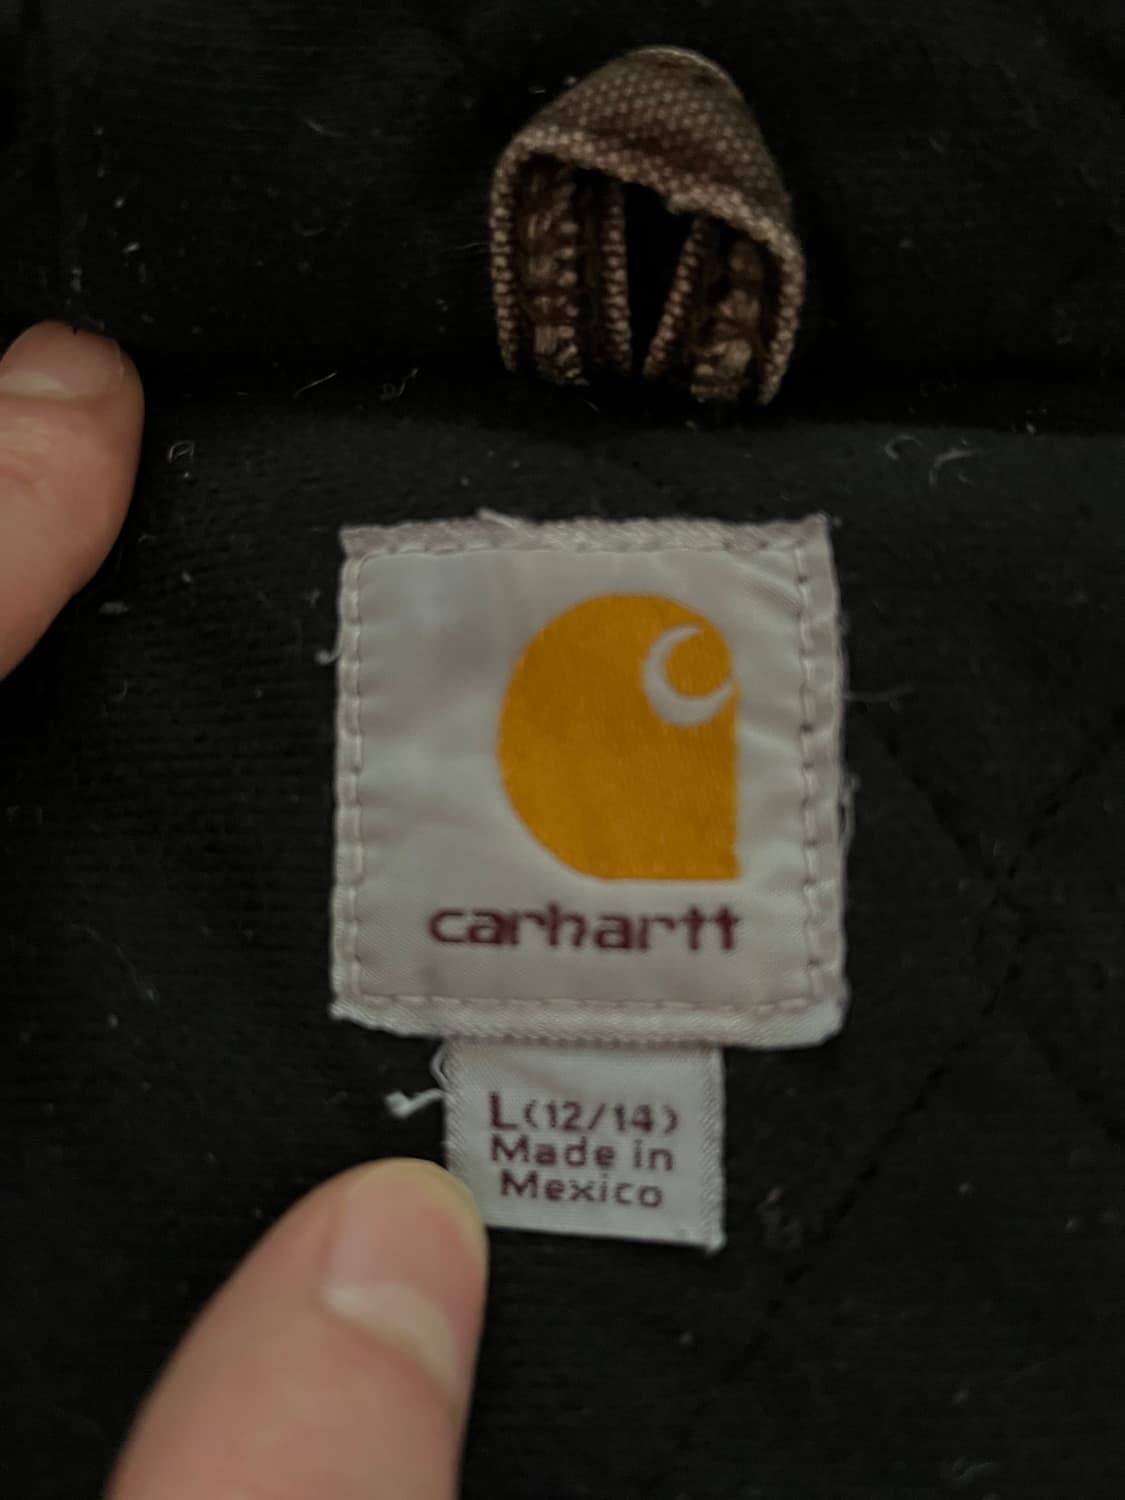 carhartt
L(12/14)
Made in
Mexico